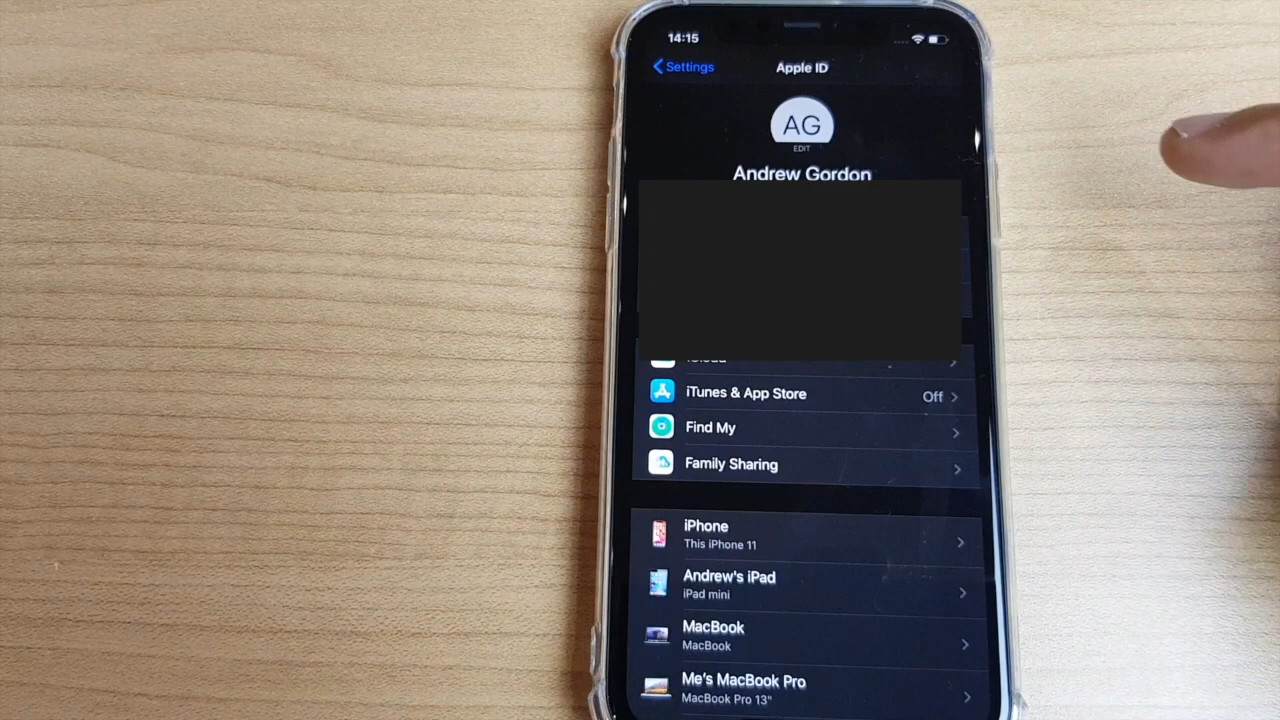 14:15
Settings
Apple ID
AG
EDIT
Andrew Gordon
iTunes & App Store
Off
Find My
Family Sharing
iPhone
This iPhone 11
Andrew's iPad
iPad mini
MacBook
MacBook
Me's MacBook Pro
MacBook Pro 13"